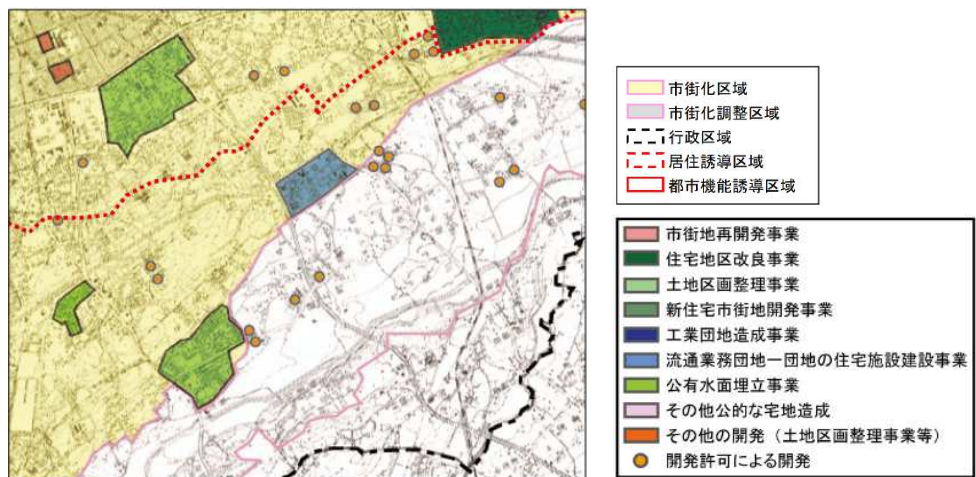 市街化区域
市街化調整区域
行政区域
居住誘導区域
都市機能誘導区域
市街地再開発事業
住宅地区改良事業
土地区画整理事業
新住宅市街地開発事業
工業団地造成事業
流通業務団地一団地の住宅施設建設事業
公有水面埋立事業
その他公的な宅地造成
その他の開発（土地区画整理事業等）
開発許可による開発